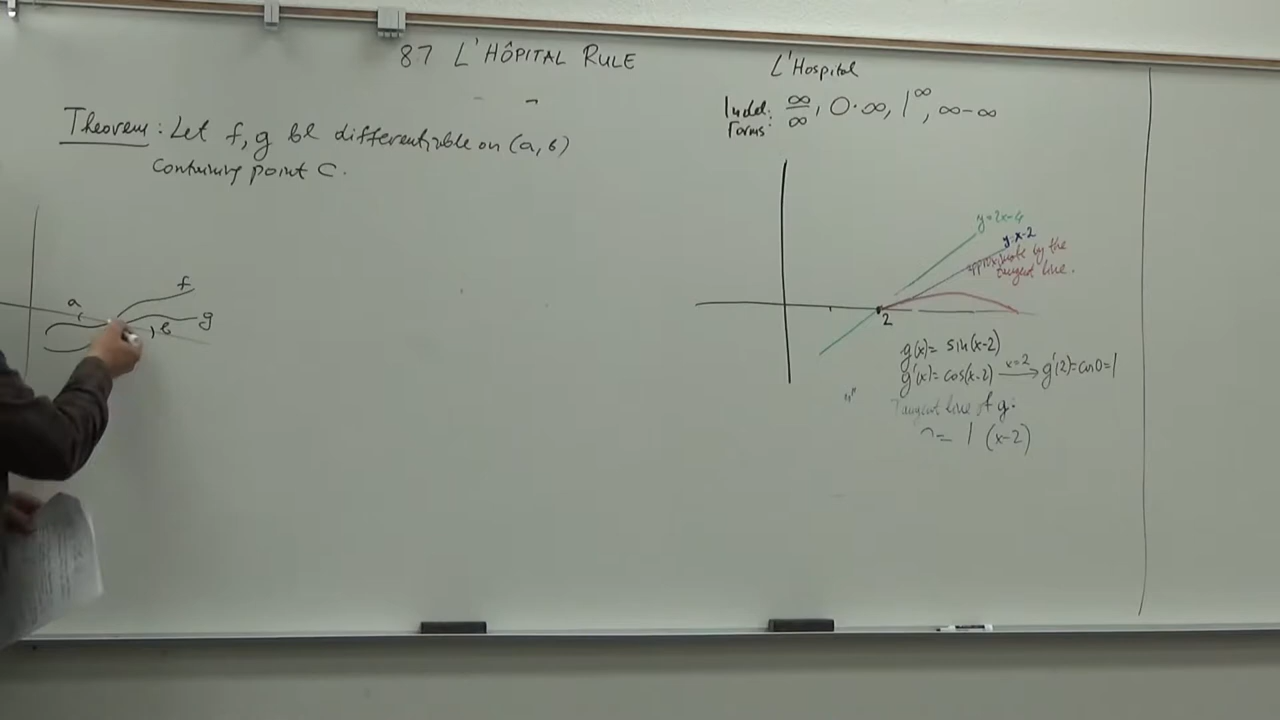 87 L'HÔPITAL RULE
Theorem: Let f, g be differentiable on (a, b)
containing point C.
a
f
g
b
L'Hospital
Indet. ∞/∞, 0·∞, 1^∞, ∞-∞
Forms:
y=2x-4
y=x-2
approximate by the
tangent line.
2
g(x)= sin(x-2)
g'(x)= cos(x-2) x=2 → g'(2)=cos0=1
Tangent line of g:
= 1 (x-2)